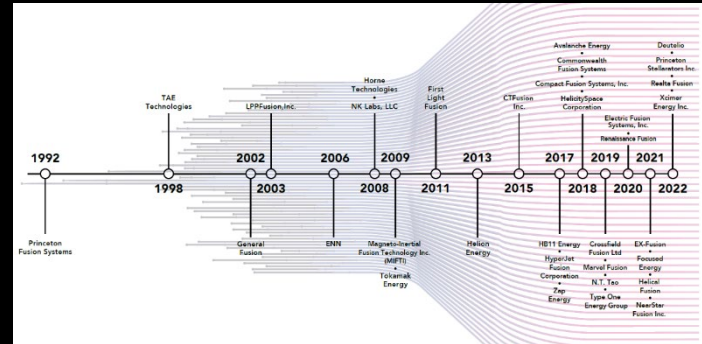 Avalanche Energy
•
Commonwealth
Fusion Systems
•
Compact Fusion Systems, Inc.
•
HelicitySpace
Corporation
Deutelio
•
Princeton
Stellarators Inc.
•
Realta Fusion
•
Xcimer
Energy Inc.
Horne
Technologies
•
NK Labs, LLC
First
Light
Fusion
TAE
Technologies
LPPFusion, Inc.
CTFusion
Inc.
Electric Fusion
Systems, Inc.
•
Renaissance Fusion
1992
2002
2006
2009
2013
2017
2019
2021
1998
2003
2008
2011
2015
2018
2020
2022
Princeton
Fusion Systems
General
Fusion
ENN
Magneto-Inertial
Fusion Technology Inc.
(MIFTI)
•
Tokamak
Energy
Helion
Energy
HB11 Energy
•
HyperJet
Fusion
Corporation
•
Zap
Energy
Crossfield
Fusion Ltd
•
Marvel Fusion
•
N.T. Tao
•
Type One
Energy Group
EX-Fusion
•
Focused
Energy
•
Helical
Fusion
•
NearStar
Fusion Inc.